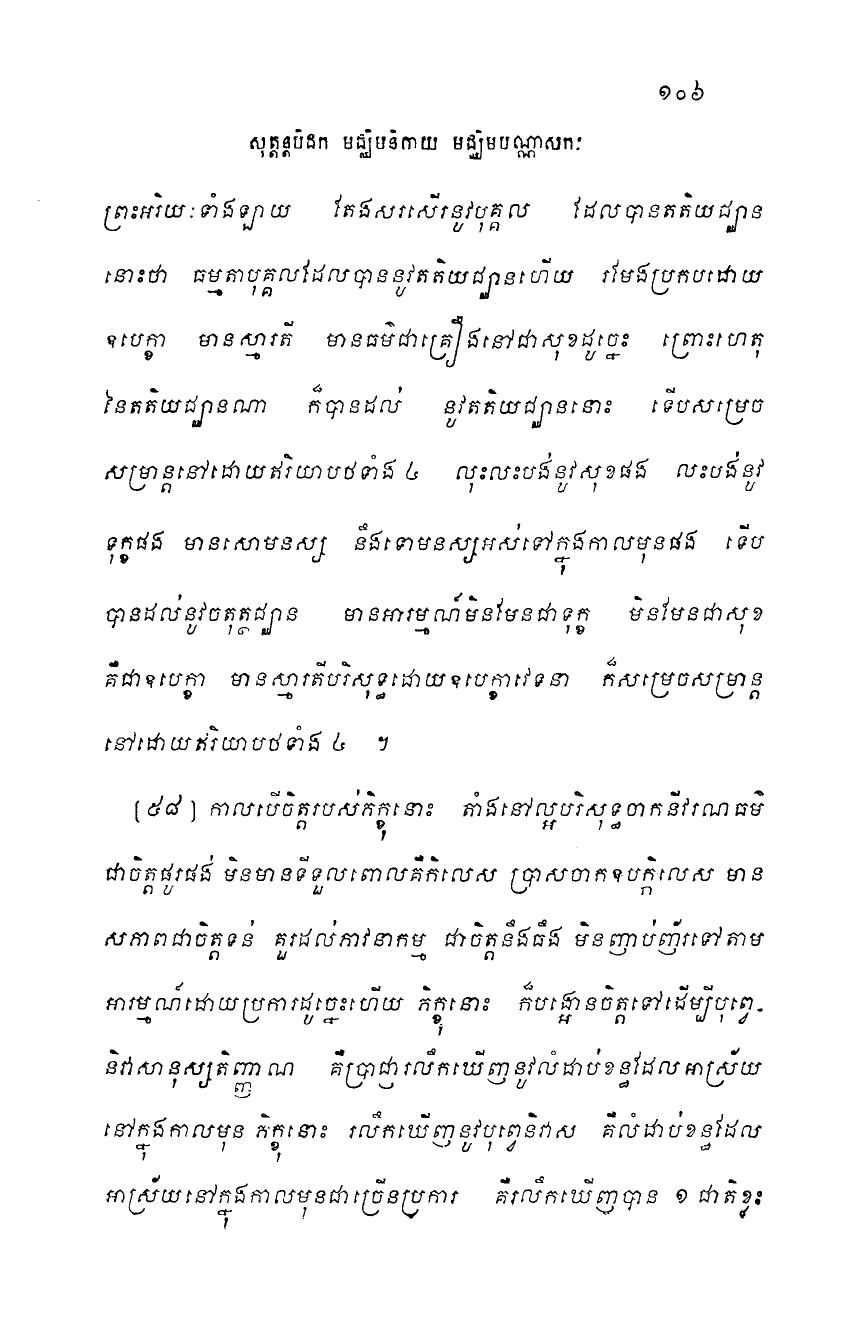 ១០៦
សុត្តន្តបិដក មជ្ឈិមនិកាយ មជ្ឈិមបណ្ណាសកៈ
ព្រះអរិយៈទាំងឡាយ តែងសរសើរនូវបុគ្គល ដែលបានតតិយជ្ឈាន
នោះថា ធម្មតាបុគ្គលដែលបាននូវតតិយជ្ឈានហើយ រមែងប្រកបដោយ
ឧបេក្ខា មានស្មារតី មានធម៌ជាគ្រឿងនៅជាសុខដូច្នេះ ព្រោះហេតុ
នៃតតិយជ្ឈានណា ក៏បានដល់ នូវតតិយជ្ឈាននោះ ទើបសម្រេច
សម្រាន្តនៅដោយឥរិយាបថទាំង ៤ លុះលះបង់នូវសុខផង លះបង់នូវ
ទុក្ខផង មានសោមនស្ស នឹងទោមនស្សអស់ទៅក្នុងកាលមុនផង ទើប
បានដល់នូវចតុត្ថជ្ឈាន មានអារម្មណ៍មិនមែនជាទុក្ខ មិនមែនជាសុខ
គឺជាឧបេក្ខា មានស្មារតីបរិសុទ្ធដោយឧបេក្ខាវេទនា ក៏សម្រេចសម្រាន្ត
នៅដោយឥរិយាបថទាំង ៤ ។
[៥៨] កាលបើចិត្តរបស់ភិក្ខុនោះ តាំងនៅល្អបរិសុទ្ធចាកនីវរណធម៌
ជាចិត្តផូរផង់ មិនមានទីទួលពោលគឺកិលេស ប្រាសចាកឧបក្កិលេស មាន
សភាពជាចិត្តទន់ គួរដល់ភាវនាកម្ម ជាចិត្តនឹងធឹង មិនញាប់ញ័រទៅតាម
អារម្មណ៍ដោយប្រការដូច្នេះហើយ ភិក្ខុនោះ ក៏បង្អោនចិត្តទៅដើម្បីបុព្វេ-
និវាសានុស្សតិញ្ញាណ គឺប្រាជ្ញារលឹកឃើញនូវលំដាប់ខន្ធដែលអាស្រ័យ
នៅក្នុងកាលមុន ភិក្ខុនោះ រលឹកឃើញនូវបុព្វេនិវាស គឺលំដាប់ខន្ធដែល
អាស្រ័យនៅក្នុងកាលមុនជាច្រើនប្រការ គឺរលឹកឃើញបាន ១ ជាតិខ្លះ